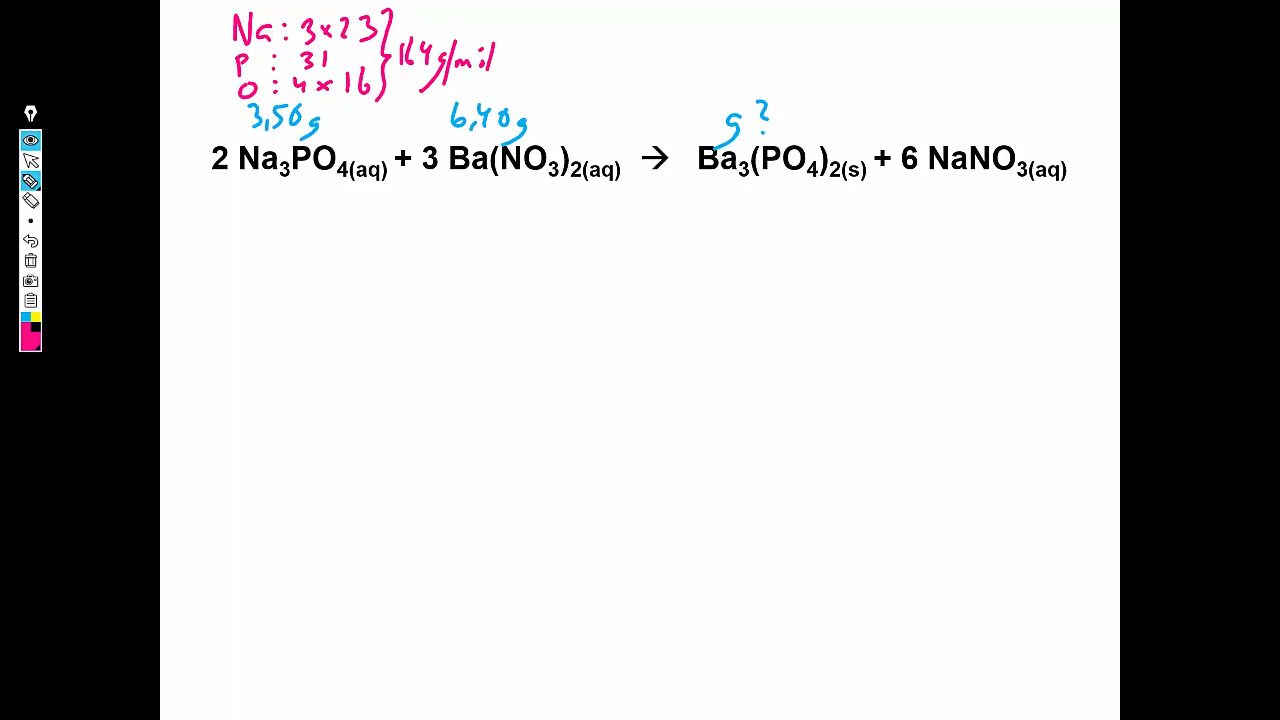 Na : 3 x 23
P : 31
O : 4 x 16
164 g/mol
3,50 g 6,40 g g ?
2 Na₃PO₄(aq) + 3 Ba(NO₃)₂(aq) → Ba₃(PO₄)₂(s) + 6 NaNO₃(aq)